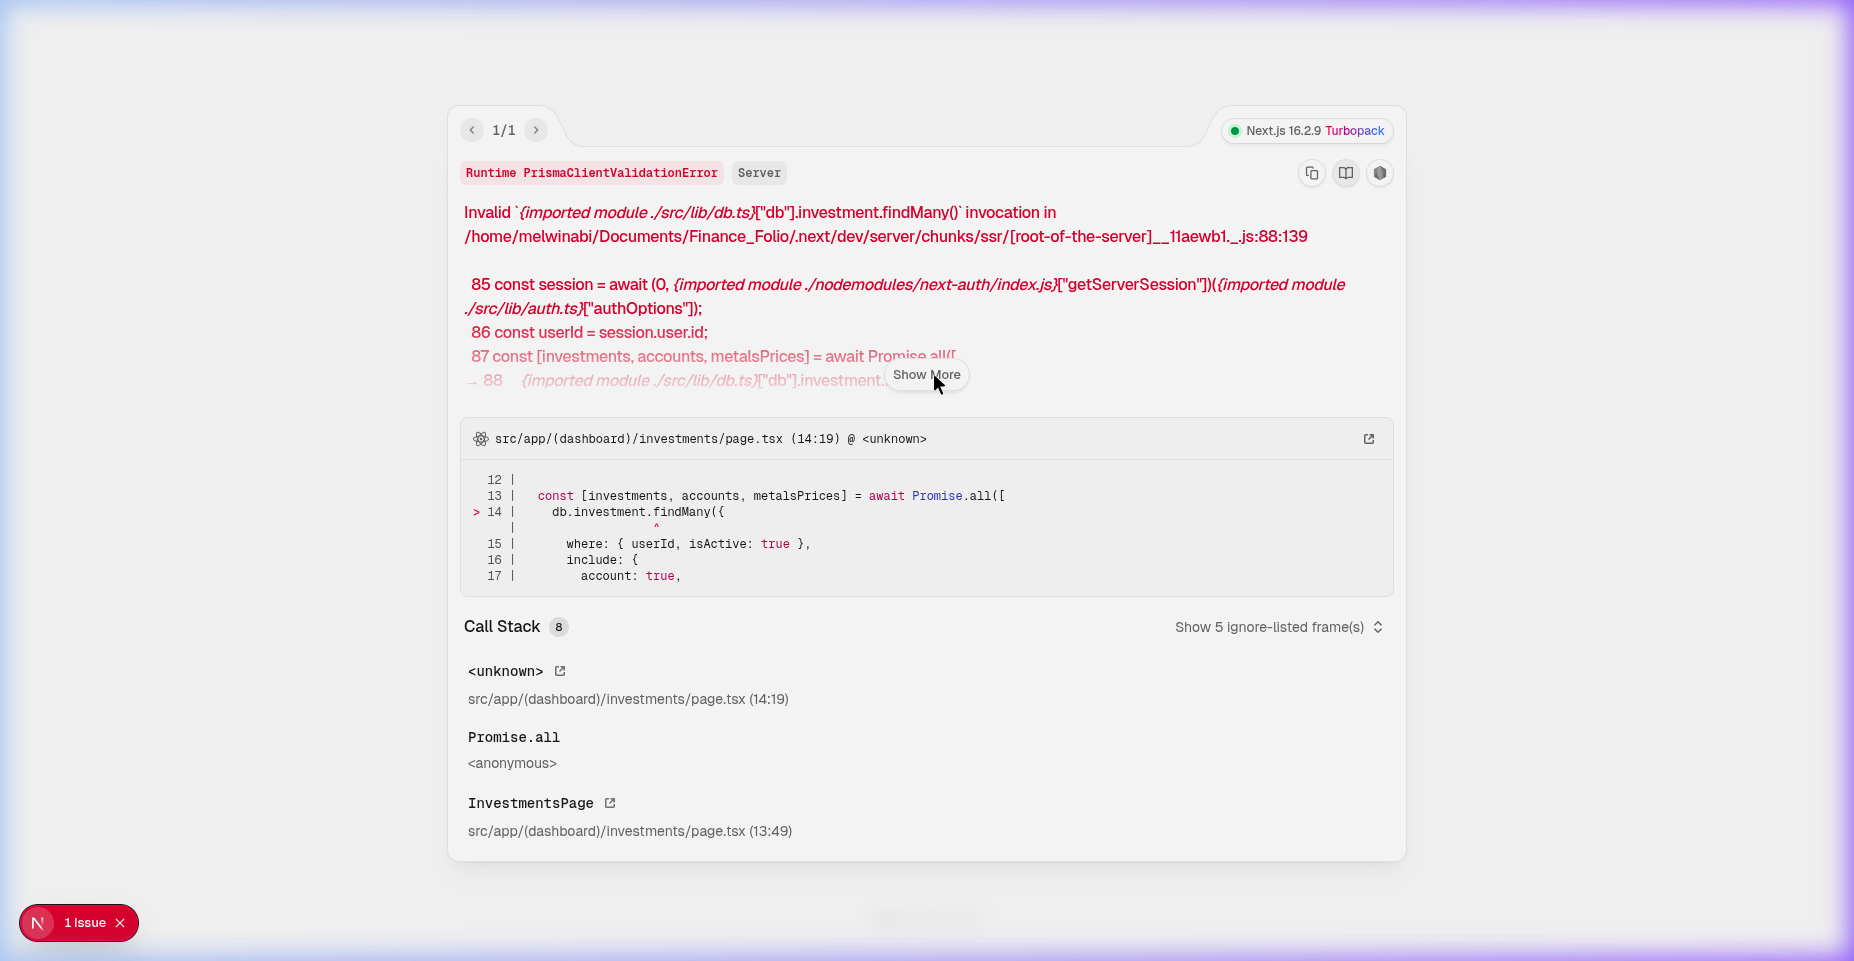 1/1
Next.js 16.2.9 Turbopack
Runtime PrismaClientValidationError Server
Invalid `{imported module ./src/lib/db.ts}["db"].investment.findMany()` invocation in
/home/melwinabi/Documents/Finance_Folio/.next/dev/server/chunks/ssr/[root-of-the-server]__11aewb1._.js:88:139
85 const session = await (0, {imported module ./nodemodules/next-auth/index.js}["getServerSession"])({imported module
./src/lib/auth.ts}["authOptions"]);
86 const userId = session.user.id;
87 const [investments, accounts, metalsPrices] = await Promise.all([
→ 88 {imported module ./src/lib/db.ts}["db"].investment.
Show More
src/app/(dashboard)/investments/page.tsx (14:19) @ <unknown>
12 |
13 | const [investments, accounts, metalsPrices] = await Promise.all([
> 14 | db.investment.findMany({
| ^
15 | where: { userId, isActive: true },
16 | include: {
17 | account: true,
Call Stack 8
Show 5 ignore-listed frame(s)
<unknown>
src/app/(dashboard)/investments/page.tsx (14:19)
Promise.all
<anonymous>
InvestmentsPage
src/app/(dashboard)/investments/page.tsx (13:49)
N 1 Issue